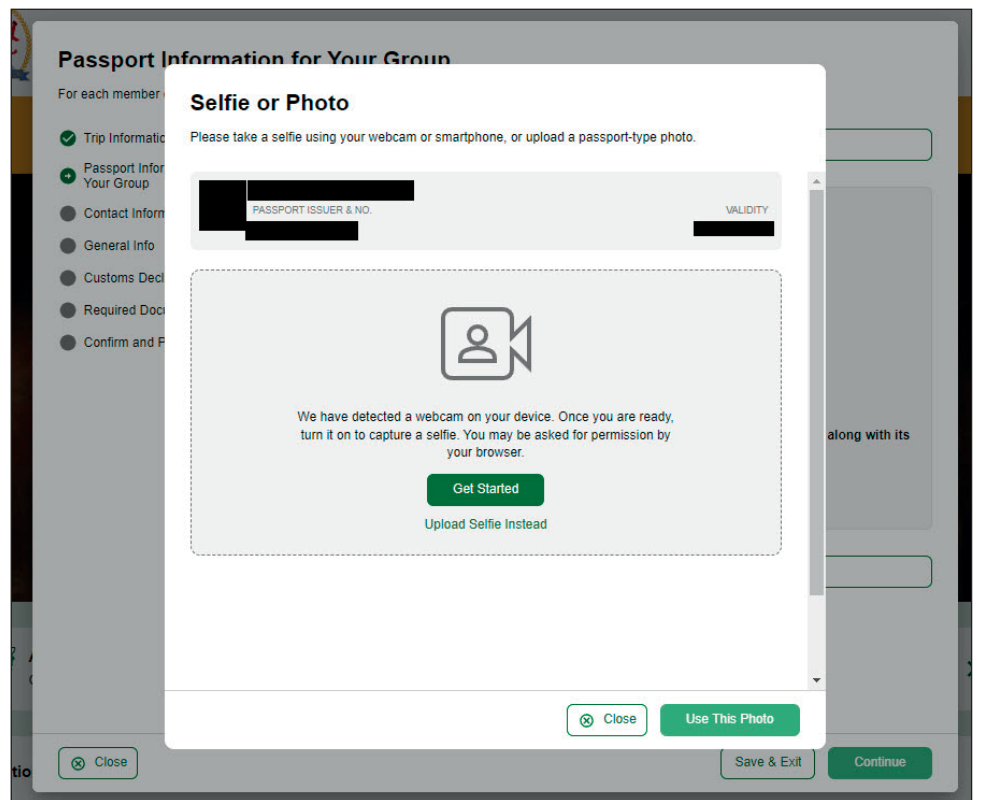 Passport Information for Your Group
For each member
Trip Informatio
Passport Infor
Your Group
Contact Inform
General Info
Customs Decl
Required Docu
Confirm and P
Selfie or Photo
Please take a selfie using your webcam or smartphone, or upload a passport-type photo.
PASSPORT ISSUER & NO.
VALIDITY
We have detected a webcam on your device. Once you are ready,
turn it on to capture a selfie. You may be asked for permission by
your browser.
Get Started
Upload Selfie Instead
along with its
Close
Use This Photo
Close
Save & Exit
Continue
tio